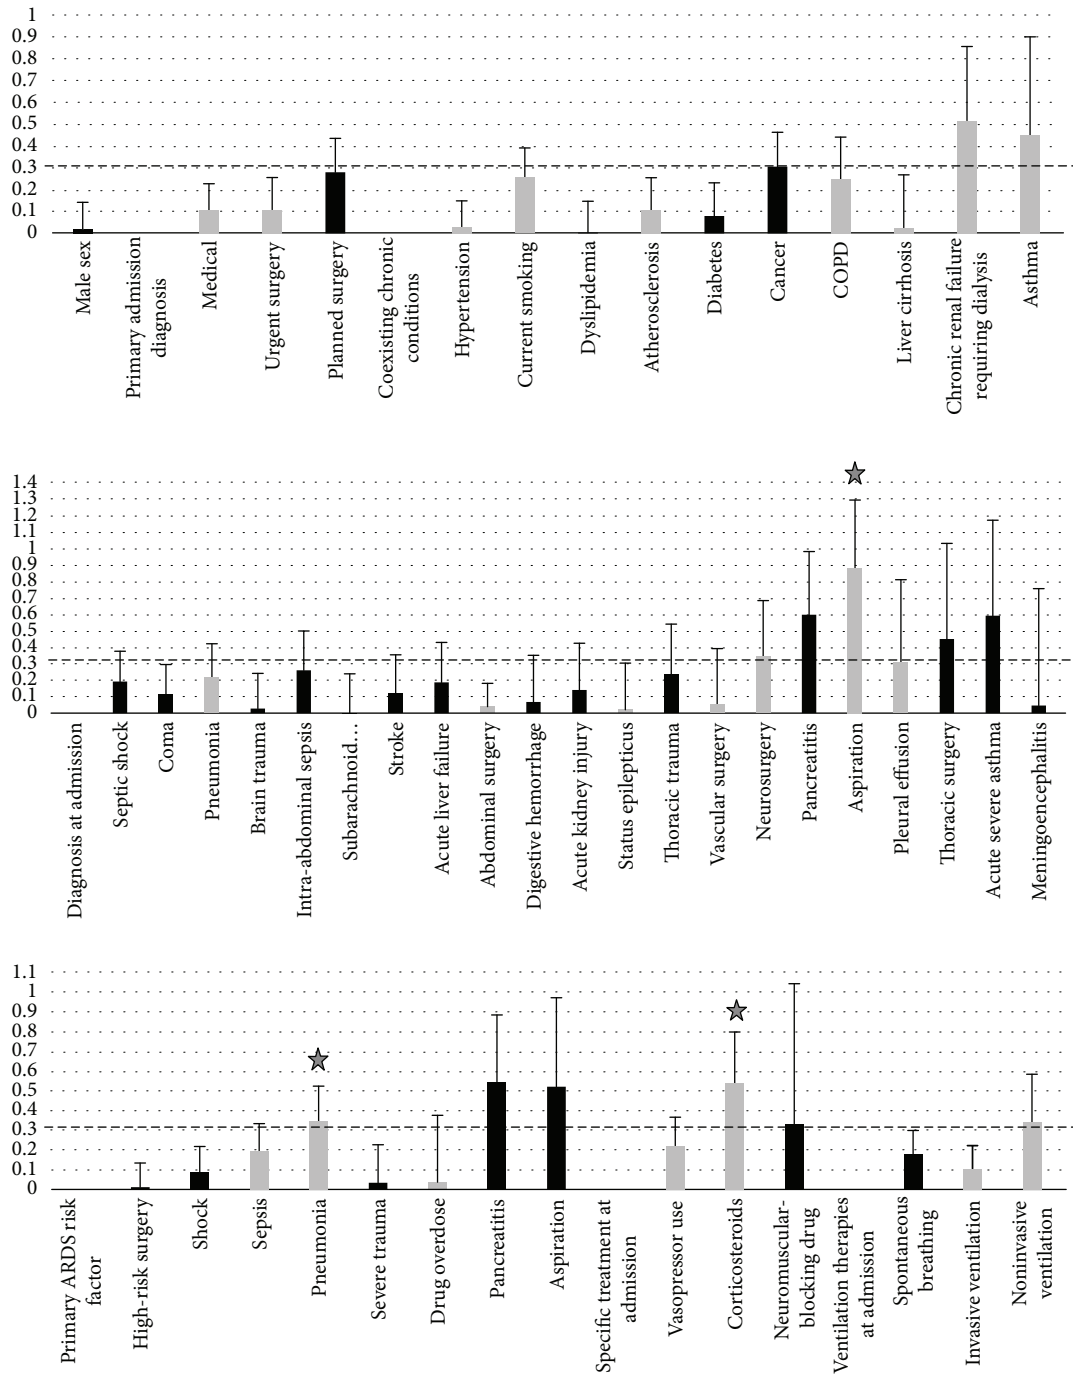 1
0.9
0.8
0.7
0.6
0.5
0.4
0.3
0.2
0.1
0
Male sex
Primary admission
diagnosis
Medical
Urgent surgery
Planned surgery
Coexisting chronic
conditions
Hypertension
Current smoking
Dyslipidemia
Atherosclerosis
Diabetes
Cancer
COPD
Liver cirrhosis
Chronic renal failure
requiring dialysis
Asthma
1.4
1.3
1.2
1.1
1
0.9
0.8
0.7
0.6
0.5
0.4
0.3
0.2
0.1
0
Diagnosis at admission
Septic shock
Coma
Pneumonia
Brain trauma
Intra-abdominal sepsis
Subarachnoid...
Stroke
Acute liver failure
Abdominal surgery
Digestive hemorrhage
Acute kidney injury
Status epilepticus
Thoracic trauma
Vascular surgery
Neurosurgery
Pancreatitis
Aspiration
Pleural effusion
Thoracic surgery
Acute severe asthma
Meningoencephalitis
1.1
1
0.9
0.8
0.7
0.6
0.5
0.4
0.3
0.2
0.1
0
Primary ARDS risk
factor
High-risk surgery
Shock
Sepsis
Pneumonia
Severe trauma
Drug overdose
Pancreatitis
Aspiration
Specific treatment at
admission
Vasopressor use
Corticosteroids
Neuromuscular-
blocking drug
Ventilation therapies
at admission
Spontaneous
breathing
Invasive ventilation
Noninvasive
ventilation